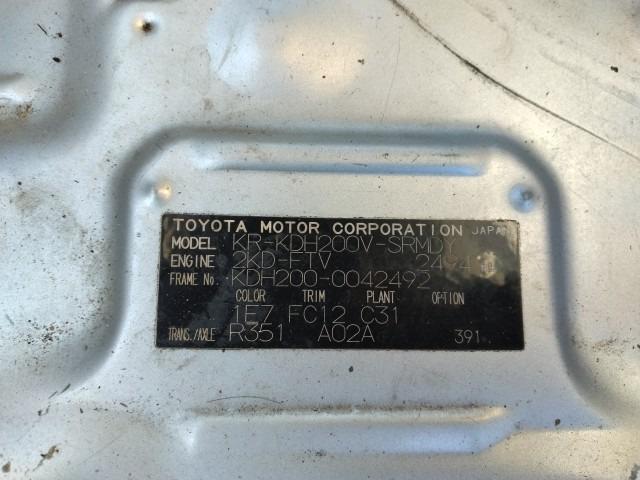 TOYOTA MOTOR CORPORATION JAPAN
MODEL KR-KDH200V-SRMDY
ENGINE 2KD-FTV 2494
FRAME No. KDH200-0042492
COLOR TRIM PLANT OPTION
1E7 FC12 C31
TRANS./AXLE R351 A02A 391